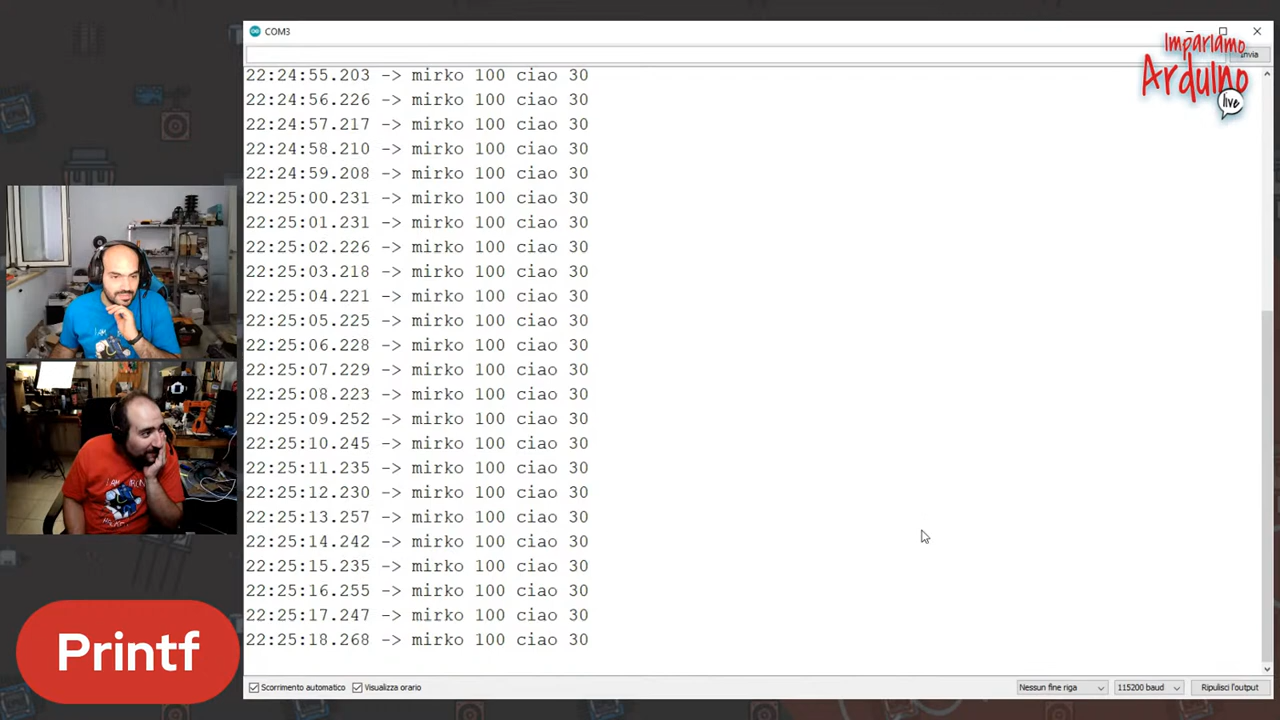 COM3
Impariamo
Arduino
live
Invia
22:24:55.203 -> mirko 100 ciao 30
22:24:56.226 -> mirko 100 ciao 30
22:24:57.217 -> mirko 100 ciao 30
22:24:58.210 -> mirko 100 ciao 30
22:24:59.208 -> mirko 100 ciao 30
22:25:00.231 -> mirko 100 ciao 30
22:25:01.231 -> mirko 100 ciao 30
22:25:02.226 -> mirko 100 ciao 30
22:25:03.218 -> mirko 100 ciao 30
22:25:04.221 -> mirko 100 ciao 30
22:25:05.225 -> mirko 100 ciao 30
22:25:06.228 -> mirko 100 ciao 30
22:25:07.229 -> mirko 100 ciao 30
22:25:08.223 -> mirko 100 ciao 30
22:25:09.252 -> mirko 100 ciao 30
22:25:10.245 -> mirko 100 ciao 30
22:25:11.235 -> mirko 100 ciao 30
22:25:12.230 -> mirko 100 ciao 30
22:25:13.257 -> mirko 100 ciao 30
22:25:14.242 -> mirko 100 ciao 30
22:25:15.235 -> mirko 100 ciao 30
22:25:16.255 -> mirko 100 ciao 30
22:25:17.247 -> mirko 100 ciao 30
22:25:18.268 -> mirko 100 ciao 30
I AM
I AM IRON
Printf
Scorrimento automatico Visualizza orario Nessun fine riga 115200 baud Ripulisci l'output